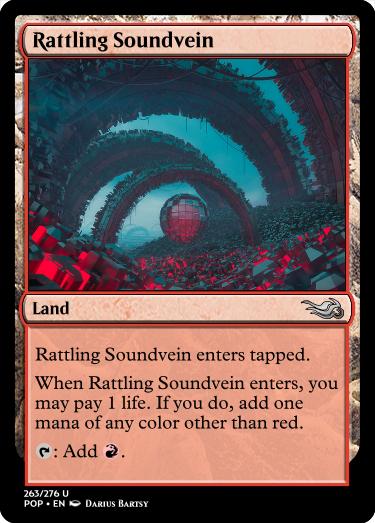 Rattling Soundvein
Land
Rattling Soundvein enters tapped.
When Rattling Soundvein enters, you
may pay 1 life. If you do, add one
mana of any color other than red.
: Add .
263/276 U
POP • EN Darius Bartsy